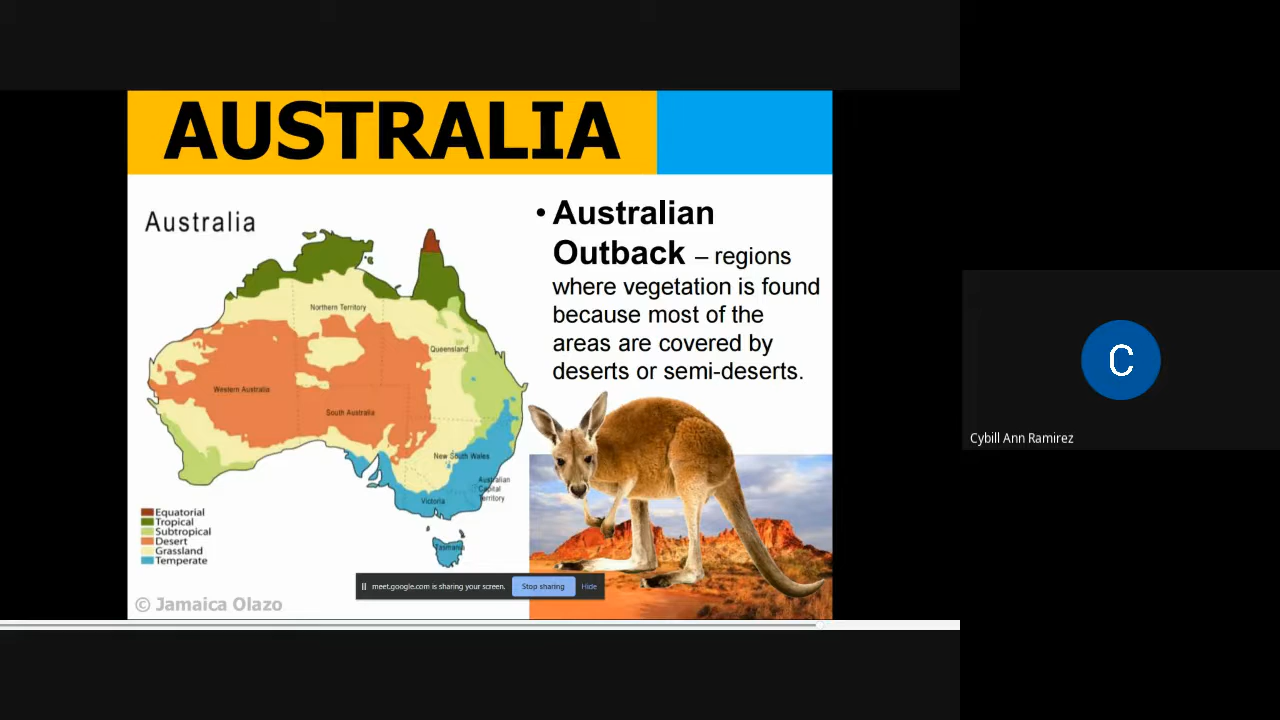 AUSTRALIA
Australia
Northern Territory
Queensland
Western Australia
South Australia
New South Wales
Australian
Capital
Territory
Victoria
Tasmania
Equatorial
Tropical
Subtropical
Desert
Grassland
Temperate
© Jamaica Olazo
• Australian
Outback – regions
where vegetation is found
because most of the
areas are covered by
deserts or semi-deserts.
meet.google.com is sharing your screen. Stop sharing Hide
C
Cybill Ann Ramirez